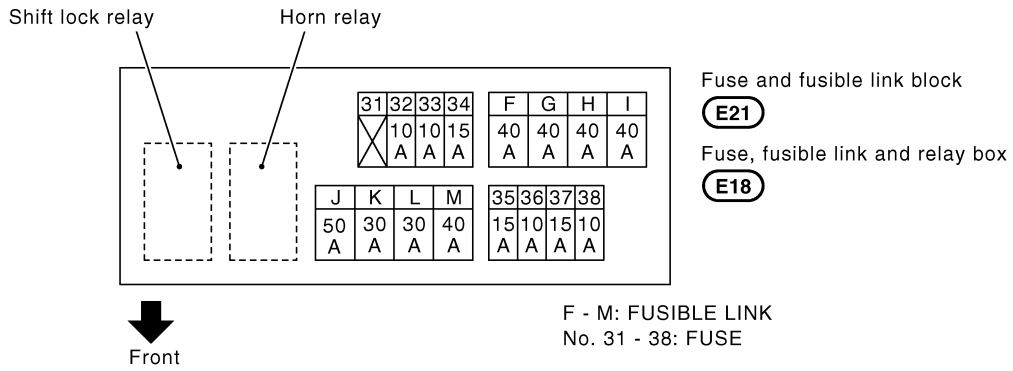 Shift lock relay
Horn relay
31 32 33 34
10 A 10 A 15 A
F G H I
40 A 40 A 40 A 40 A
J K L M
50 A 30 A 30 A 40 A
35 36 37 38
15 A 10 A 15 A 10 A
Fuse and fusible link block
E21
Fuse, fusible link and relay box
E18
F - M: FUSIBLE LINK
No. 31 - 38: FUSE
Front